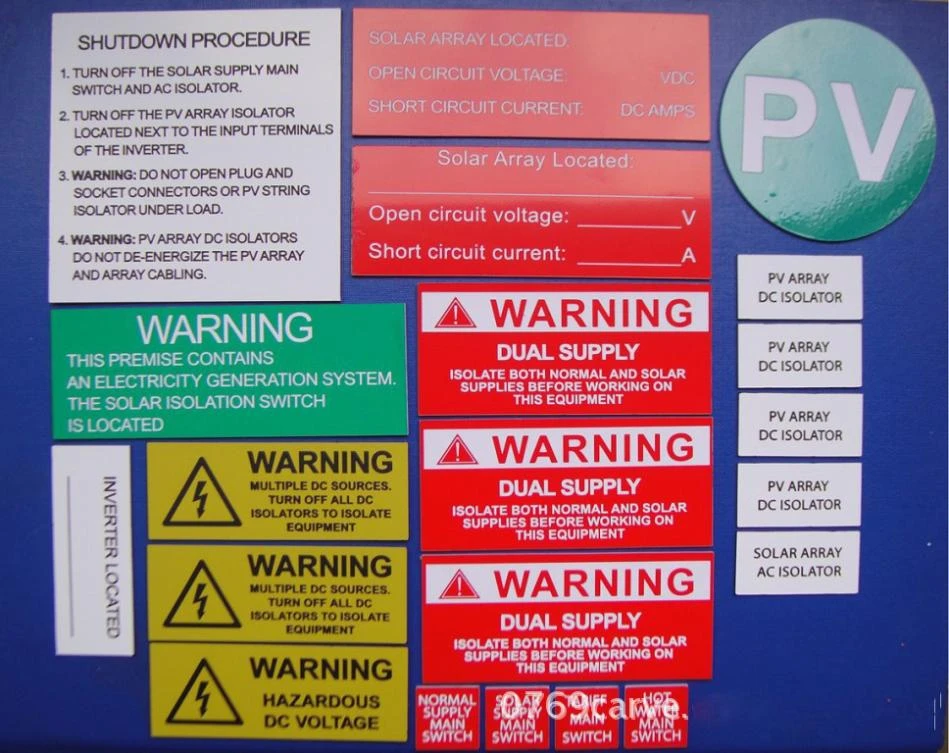 SHUTDOWN PROCEDURE
1. TURN OFF THE SOLAR SUPPLY MAIN
SWITCH AND AC ISOLATOR.
2. TURN OFF THE PV ARRAY ISOLATOR
LOCATED NEXT TO THE INPUT TERMINALS
OF THE INVERTER.
3. WARNING: DO NOT OPEN PLUG AND
SOCKET CONNECTORS OR PV STRING
ISOLATOR UNDER LOAD.
4. WARNING: PV ARRAY DC ISOLATORS
DO NOT DE-ENERGIZE THE PV ARRAY
AND ARRAY CABLING.
SOLAR ARRAY LOCATED:
OPEN CIRCUIT VOLTAGE: VDC
SHORT CIRCUIT CURRENT: DC AMPS
Solar Array Located:
Open circuit voltage: V
Short circuit current: A
PV
WARNING
THIS PREMISE CONTAINS
AN ELECTRICITY GENERATION SYSTEM.
THE SOLAR ISOLATION SWITCH
IS LOCATED
INVERTER LOCATED
WARNING
MULTIPLE DC SOURCES.
TURN OFF ALL DC
ISOLATORS TO ISOLATE
EQUIPMENT
WARNING
MULTIPLE DC SOURCES.
TURN OFF ALL DC
ISOLATORS TO ISOLATE
EQUIPMENT
WARNING
HAZARDOUS
DC VOLTAGE
WARNING
DUAL SUPPLY
ISOLATE BOTH NORMAL AND SOLAR
SUPPLIES BEFORE WORKING ON
THIS EQUIPMENT
WARNING
DUAL SUPPLY
ISOLATE BOTH NORMAL AND SOLAR
SUPPLIES BEFORE WORKING ON
THIS EQUIPMENT
WARNING
DUAL SUPPLY
ISOLATE BOTH NORMAL AND SOLAR
SUPPLIES BEFORE WORKING ON
THIS EQUIPMENT
PV ARRAY
DC ISOLATOR
PV ARRAY
DC ISOLATOR
PV ARRAY
DC ISOLATOR
PV ARRAY
DC ISOLATOR
SOLAR ARRAY
AC ISOLATOR
NORMAL
SUPPLY
MAIN
SWITCH
SOLAR
SUPPLY
MAIN
SWITCH
MAIN
SWITCH
HOT
WATER
MAIN
SWITCH
0769carve.